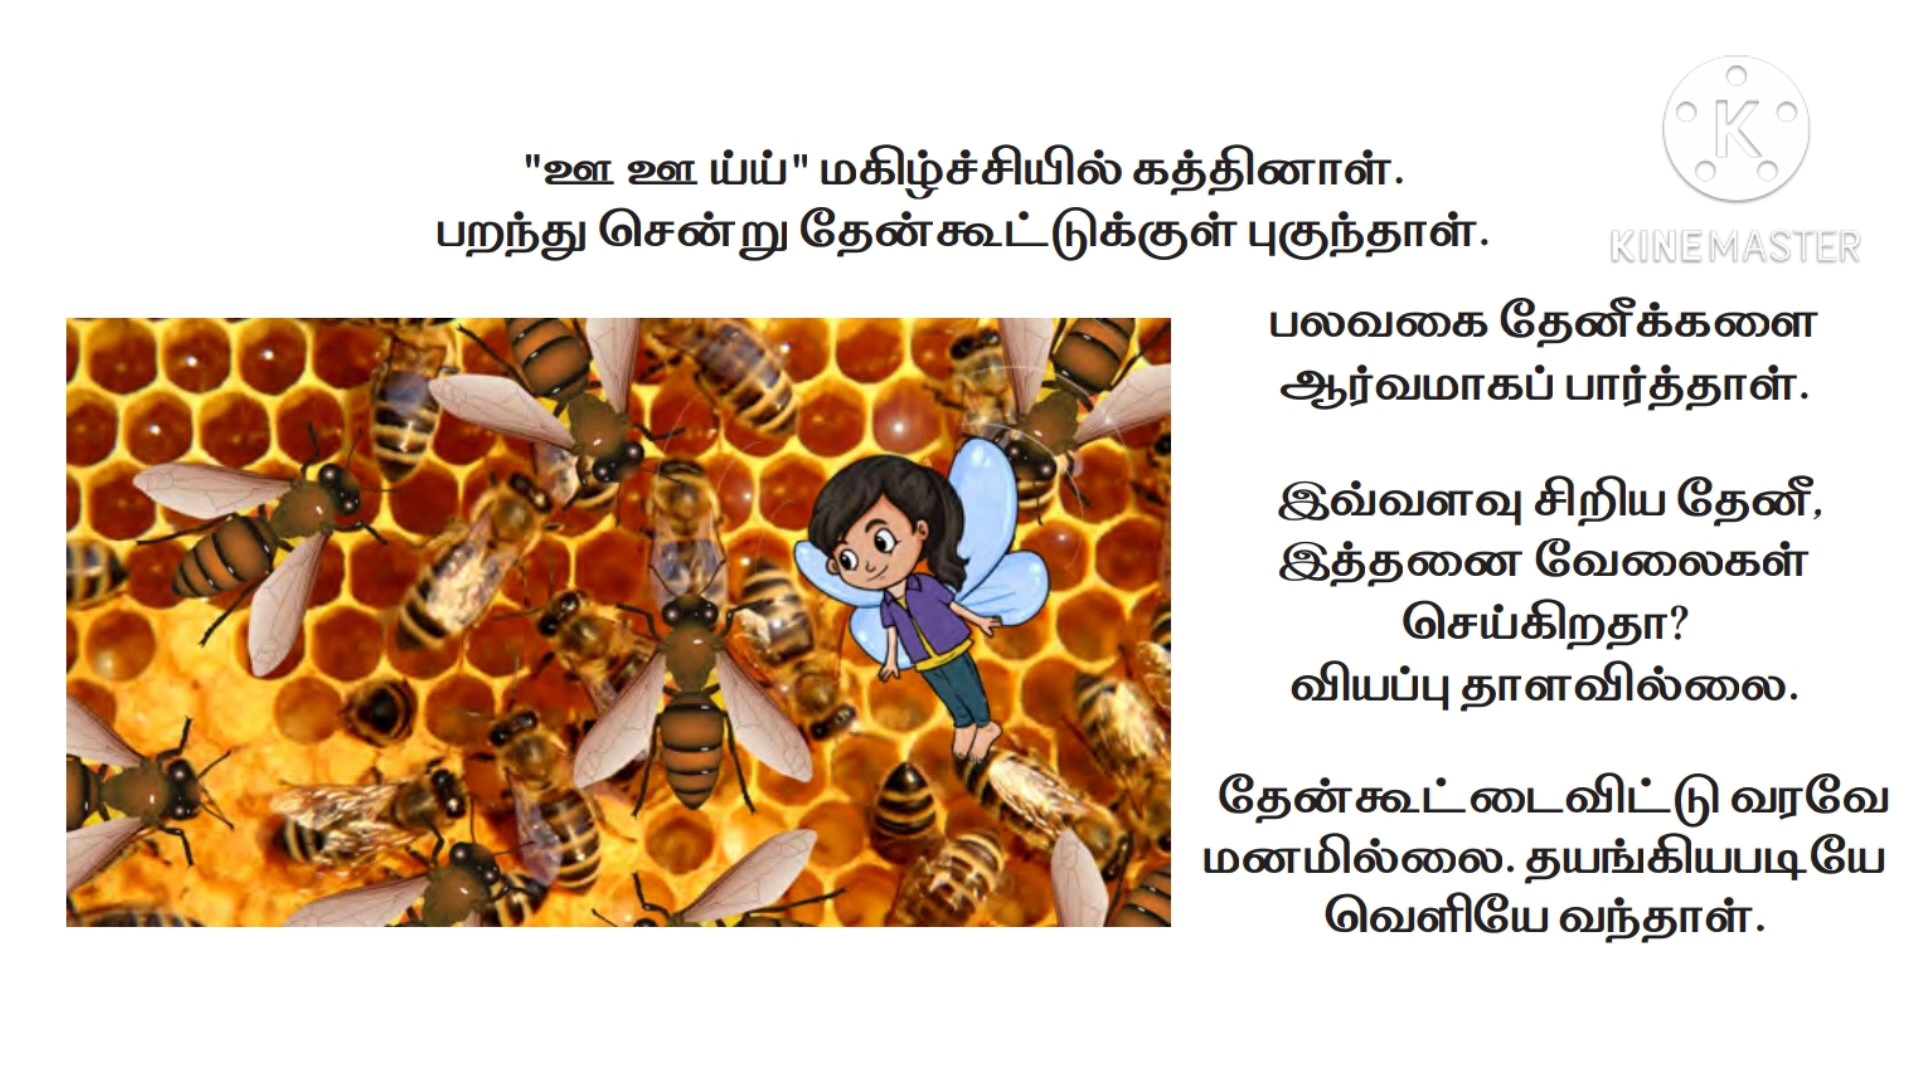 "ஊ ஊ ய்ய்" மகிழ்ச்சியில் கத்தினாள்.
பறந்து சென்று தேன்கூட்டுக்குள் புகுந்தாள்.
KINEMASTER
பலவகை தேனீக்களை
ஆர்வமாகப் பார்த்தாள்.
இவ்வளவு சிறிய தேனீ,
இத்தனை வேலைகள்
செய்கிறதா?
வியப்பு தாளவில்லை.
தேன்கூட்டைவிட்டு வரவே
மனமில்லை. தயங்கியபடியே
வெளியே வந்தாள்.